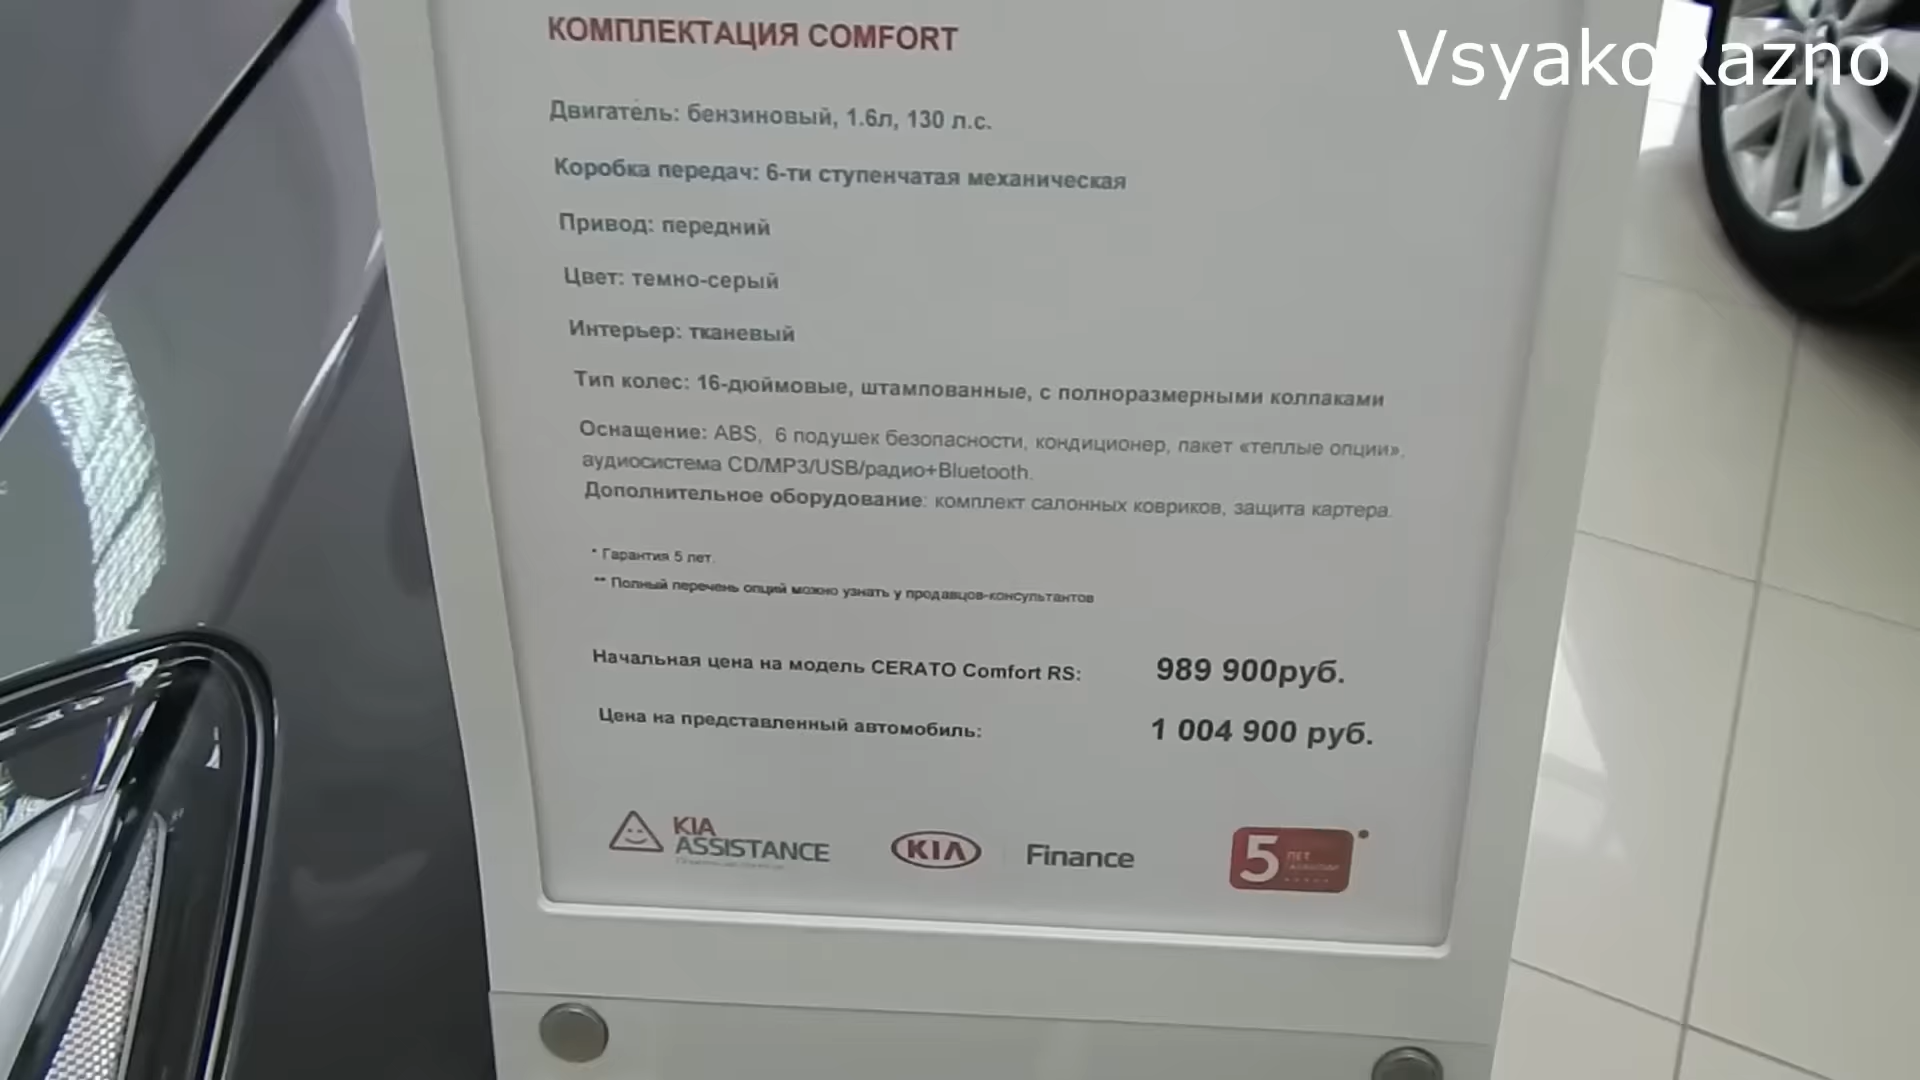 VsyakoRazno
КОМПЛЕКТАЦИЯ COMFORT
Двигатель: бензиновый, 1.6л, 130 л.с.
Коробка передач: 6-ти ступенчатая механическая
Привод: передний
Цвет: темно-серый
Интерьер: тканевый
Тип колес: 16-дюймовые, штампованные, с полноразмерными колпаками
Оснащение: ABS, 6 подушек безопасности, кондиционер, пакет «теплые опции»,
аудиосистема CD/MP3/USB/радио+Bluetooth.
Дополнительное оборудование: комплект салонных ковриков, защита картера.
* Гарантия 5 лет.
** Полный перечень опций можно узнать у продавцов-консультантов
Начальная цена на модель CERATO Comfort RS: 989 900руб.
Цена на представленный автомобиль: 1 004 900 руб.
KIA
ASSISTANCE
KIA Finance
5 ЛЕТ